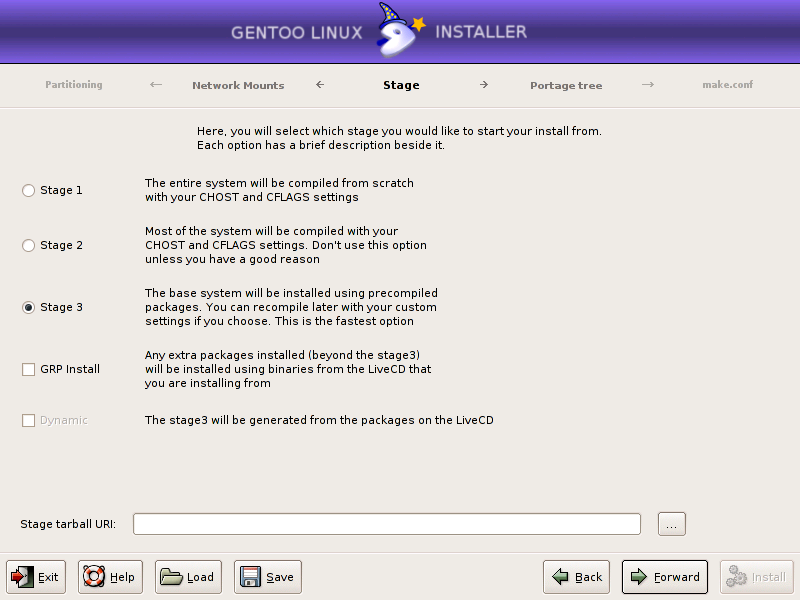 GENTOO LINUX INSTALLER
Partitioning ← Network Mounts ← Stage → Portage tree → make.conf
Here, you will select which stage you would like to start your install from.
Each option has a brief description beside it.
Stage 1
The entire system will be compiled from scratch
with your CHOST and CFLAGS settings
Stage 2
Most of the system will be compiled with your
CHOST and CFLAGS settings. Don't use this option
unless you have a good reason
Stage 3
The base system will be installed using precompiled
packages. You can recompile later with your custom
settings if you choose. This is the fastest option
GRP Install
Any extra packages installed (beyond the stage3)
will be installed using binaries from the LiveCD that
you are installing from
Dynamic
The stage3 will be generated from the packages on the LiveCD
Stage tarball URI: ...
Exit Help Load Save Back Forward Install